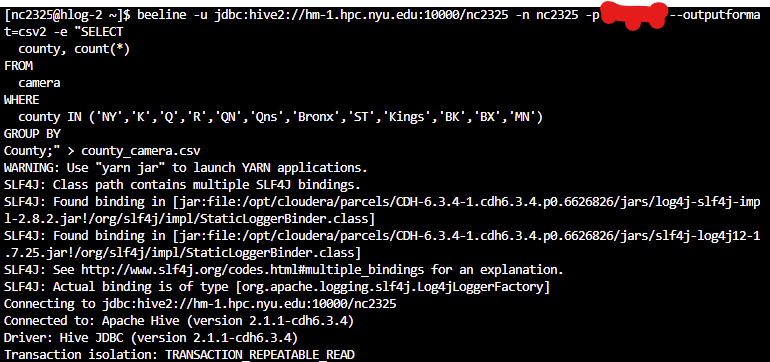 [nc2325@hlog-2 ~]$ beeline -u jdbc:hive2://hm-1.hpc.nyu.edu:10000/nc2325 -n nc2325 -p --outputforma
t=csv2 -e "SELECT
  county, count(*)
FROM
  camera
WHERE
  county IN ('NY','K','Q','R','QN','Qns','Bronx','ST','Kings','BK','BX','MN')
GROUP BY
County;" > county_camera.csv
WARNING: Use "yarn jar" to launch YARN applications.
SLF4J: Class path contains multiple SLF4J bindings.
SLF4J: Found binding in [jar:file:/opt/cloudera/parcels/CDH-6.3.4-1.cdh6.3.4.p0.6626826/jars/log4j-slf4j-imp
l-2.8.2.jar!/org/slf4j/impl/StaticLoggerBinder.class]
SLF4J: Found binding in [jar:file:/opt/cloudera/parcels/CDH-6.3.4-1.cdh6.3.4.p0.6626826/jars/slf4j-log4j12-1
.7.25.jar!/org/slf4j/impl/StaticLoggerBinder.class]
SLF4J: See http://www.slf4j.org/codes.html#multiple_bindings for an explanation.
SLF4J: Actual binding is of type [org.apache.logging.slf4j.Log4jLoggerFactory]
Connecting to jdbc:hive2://hm-1.hpc.nyu.edu:10000/nc2325
Connected to: Apache Hive (version 2.1.1-cdh6.3.4)
Driver: Hive JDBC (version 2.1.1-cdh6.3.4)
Transaction isolation: TRANSACTION_REPEATABLE_READ